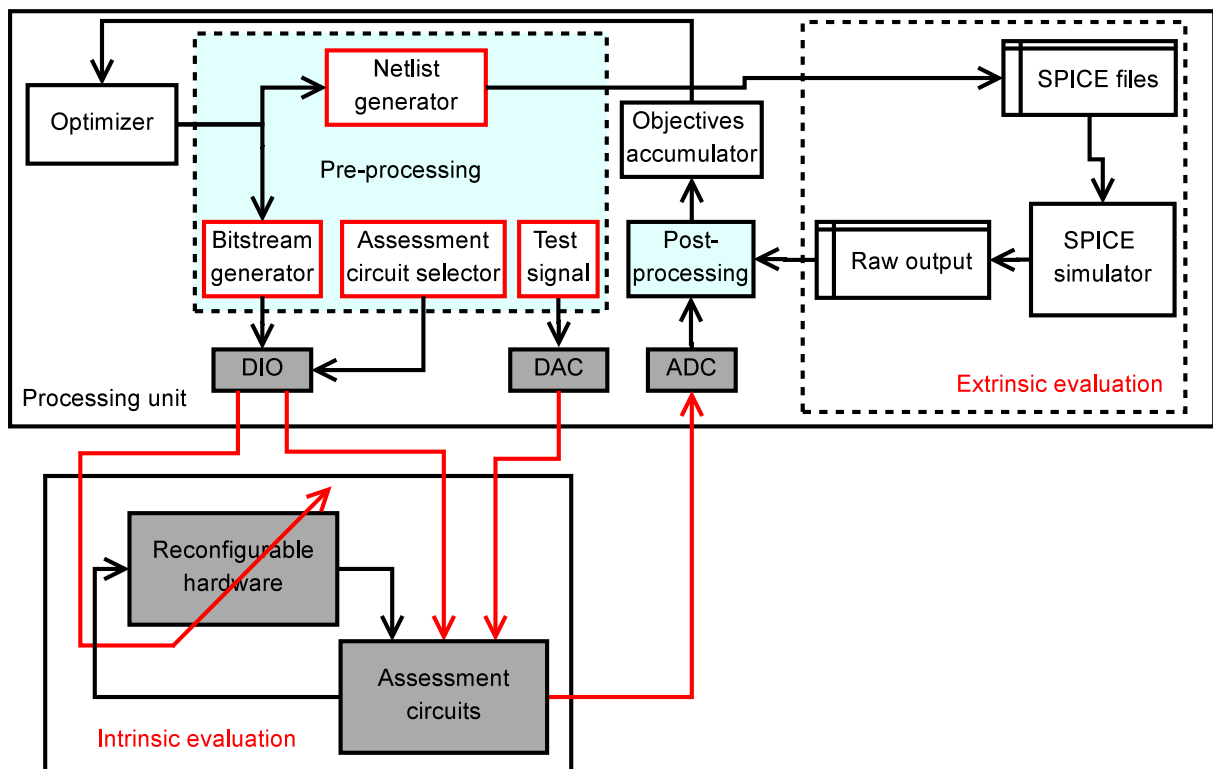 Netlist
generator
SPICE files
Optimizer
Objectives
accumulator
Pre-processing
Bitstream
generator
Assessment
circuit selector
Test
signal
Post-
processing
Raw output
SPICE
simulator
DIO
DAC
ADC
Extrinsic evaluation
Processing unit
Reconfigurable
hardware
Assessment
circuits
Intrinsic evaluation